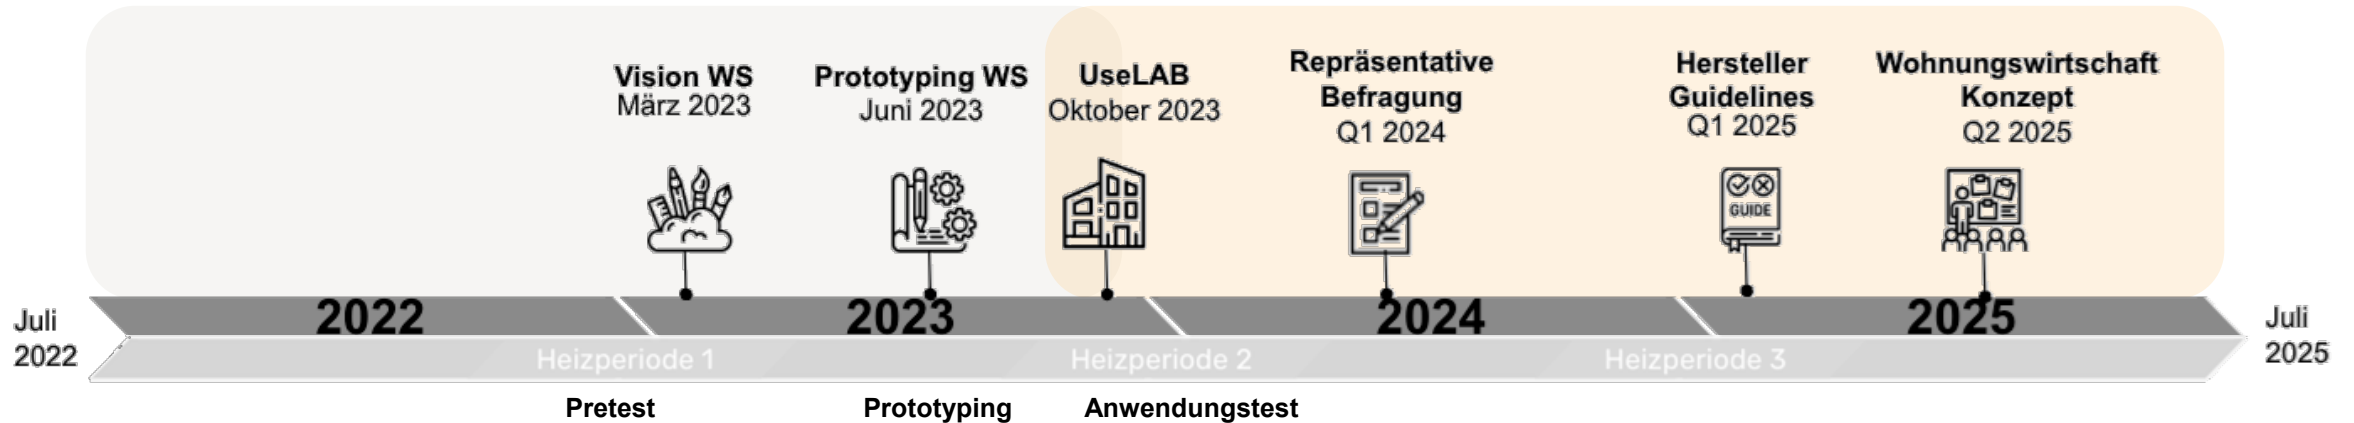 Vision WS
März 2023
Prototyping WS
Juni 2023
UseLAB
Oktober 2023
Repräsentative
Befragung
Q1 2024
Hersteller
Guidelines
Q1 2025
Wohnungswirtschaft
Konzept
Q2 2025
GUIDE
Juli
2022
2022
2023
2024
2025
Juli
2025
Heizperiode 1
Heizperiode 2
Heizperiode 3
Pretest
Prototyping
Anwendungstest